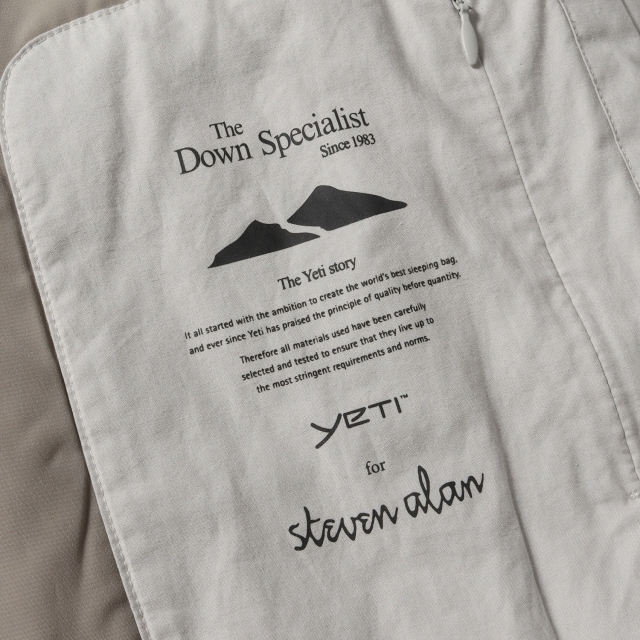 The
Down Specialist
Since 1983
The Yeti story
It all started with the ambition to create the world's best sleeping bag,
and ever since Yeti has praised the principle of quality before quantity.
Therefore all materials used have been carefully
selected and tested to ensure that they live up to
the most stringent requirements and norms.
YETI™
for
steven alan